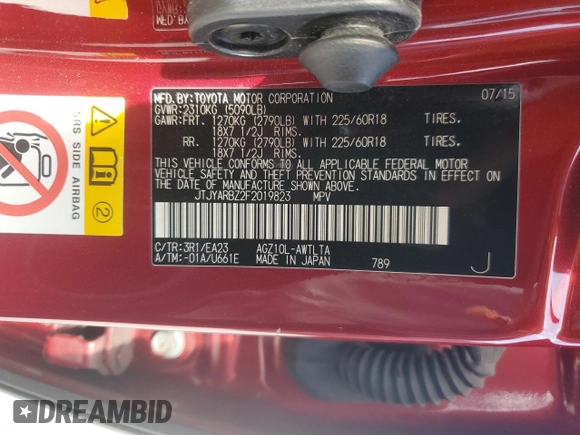 MFD. BY: TOYOTA MOTOR CORPORATION 07/15
GVWR: 2310KG (5090LB)
GAWR: FRT. 1270KG (2790LB) WITH 225/60R18 TIRES.
18X7 1/2J RIMS.
RR. 1270KG (2790LB) WITH 225/60R18 TIRES.
18X7 1/2J RIMS.
THIS VEHICLE CONFORMS TO ALL APPLICABLE FEDERAL MOTOR
VEHICLE SAFETY AND THEFT PREVENTION STANDARDS IN EFFECT ON
THE DATE OF MANUFACTURE SHOWN ABOVE.
JTJYARBZ2F2019823 MPV
C/TR: 3R1/EA23 AGZ10L-AWTLTA
A/TM: -01A/U661E MADE IN JAPAN 789 J
SRS SIDE AIRBAG
2
DREAMBID